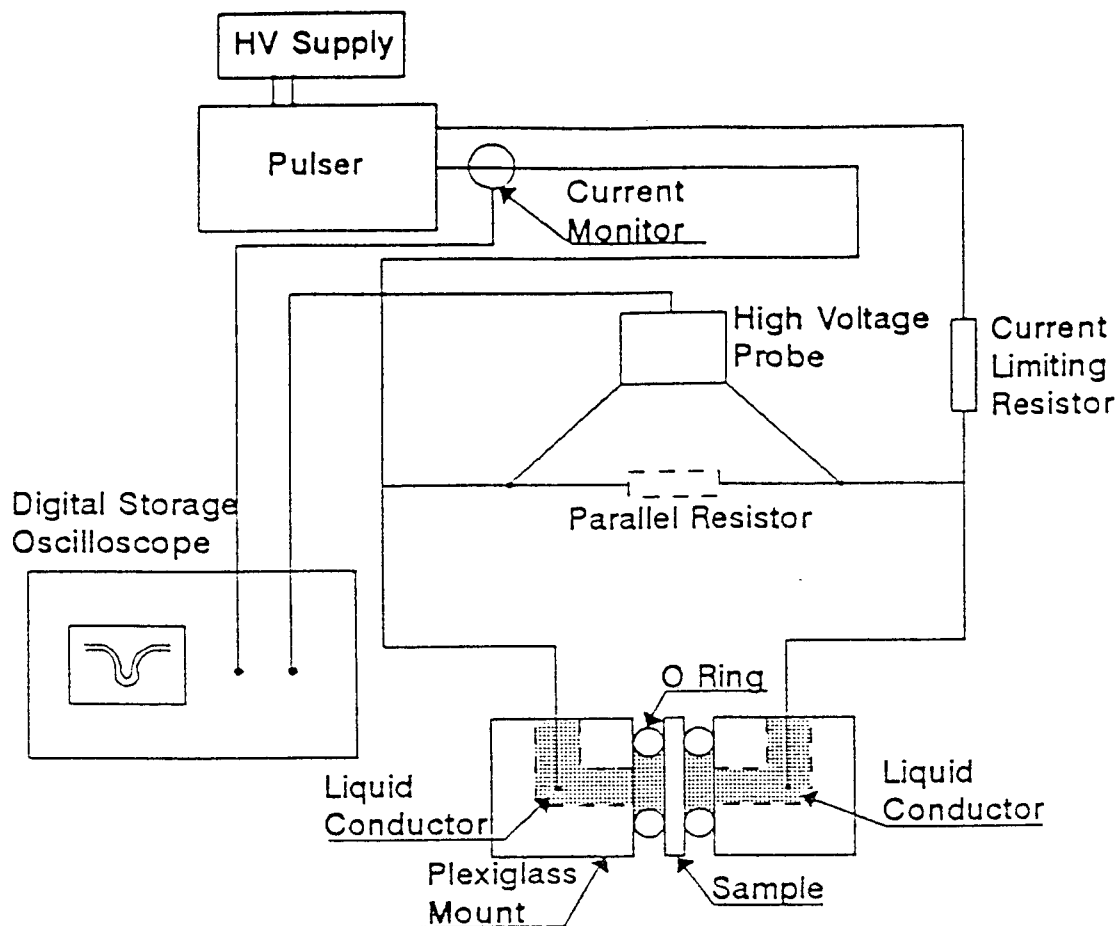 HV Supply
Pulser
Current
Monitor
High Voltage
Probe
Current
Limiting
Resistor
Parallel Resistor
Digital Storage
Oscilloscope
O Ring
Liquid
Conductor
Liquid
Conductor
Plexiglass
Mount
Sample